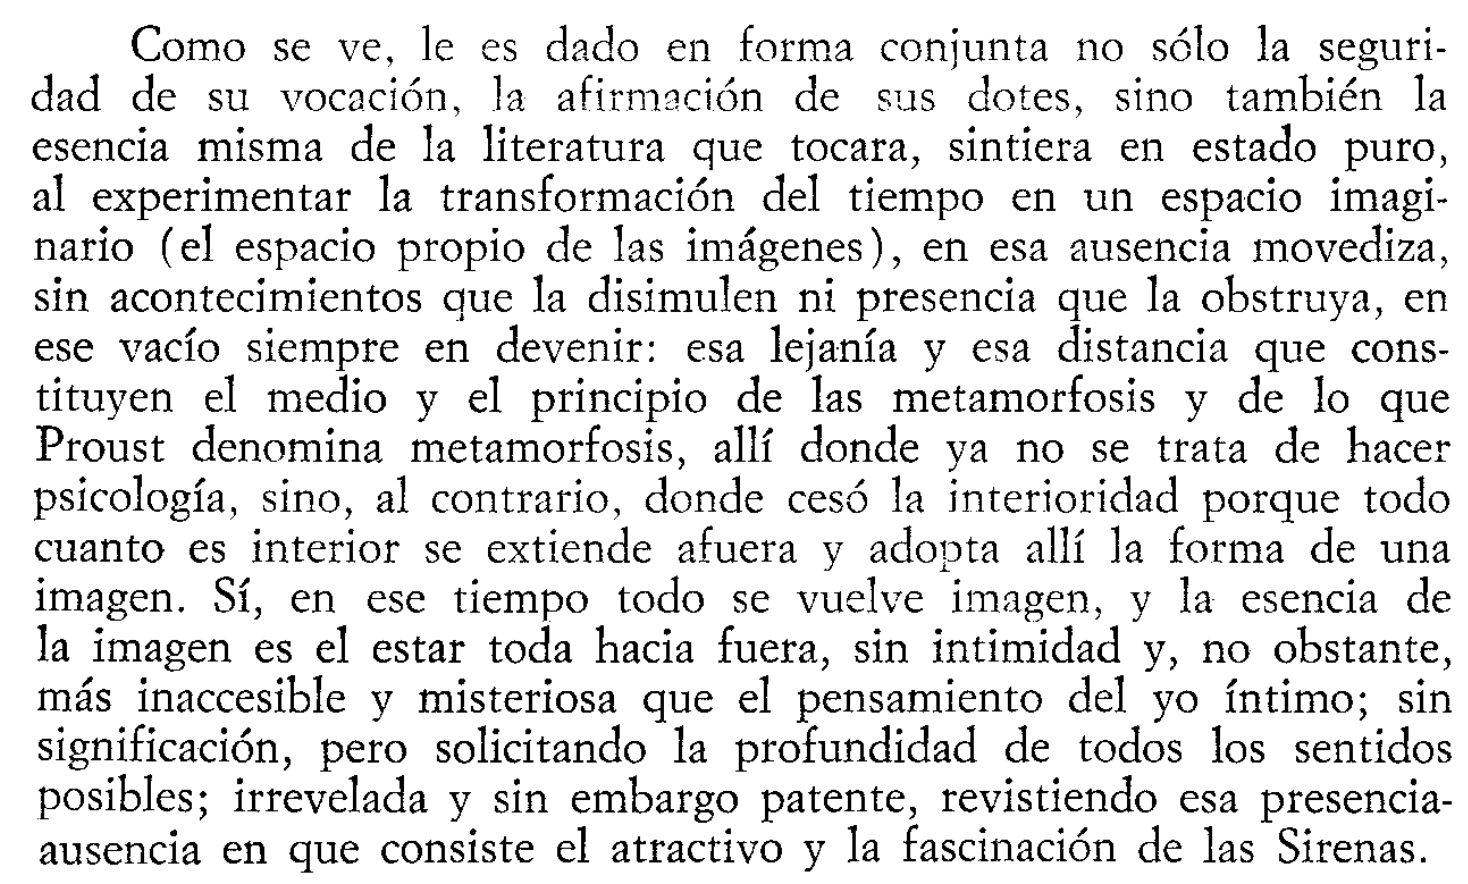 Como se ve, le es dado en forma conjunta no sólo la seguri-
dad de su vocación, la afirmación de sus dotes, sino también la
esencia misma de la literatura que tocara, sintiera en estado puro,
al experimentar la transformación del tiempo en un espacio imagi-
nario (el espacio propio de las imágenes), en esa ausencia movediza,
sin acontecimientos que la disimulen ni presencia que la obstruya, en
ese vacío siempre en devenir: esa lejanía y esa distancia que cons-
tituyen el medio y el principio de las metamorfosis y de lo que
Proust denomina metamorfosis, allí donde ya no se trata de hacer
psicología, sino, al contrario, donde cesó la interioridad porque todo
cuanto es interior se extiende afuera y adopta allí la forma de una
imagen. Sí, en ese tiempo todo se vuelve imagen, y la esencia de
la imagen es el estar toda hacia fuera, sin intimidad y, no obstante,
más inaccesible y misteriosa que el pensamiento del yo íntimo; sin
significación, pero solicitando la profundidad de todos los sentidos
posibles; irrevelada y sin embargo patente, revistiendo esa presencia-
ausencia en que consiste el atractivo y la fascinación de las Sirenas.